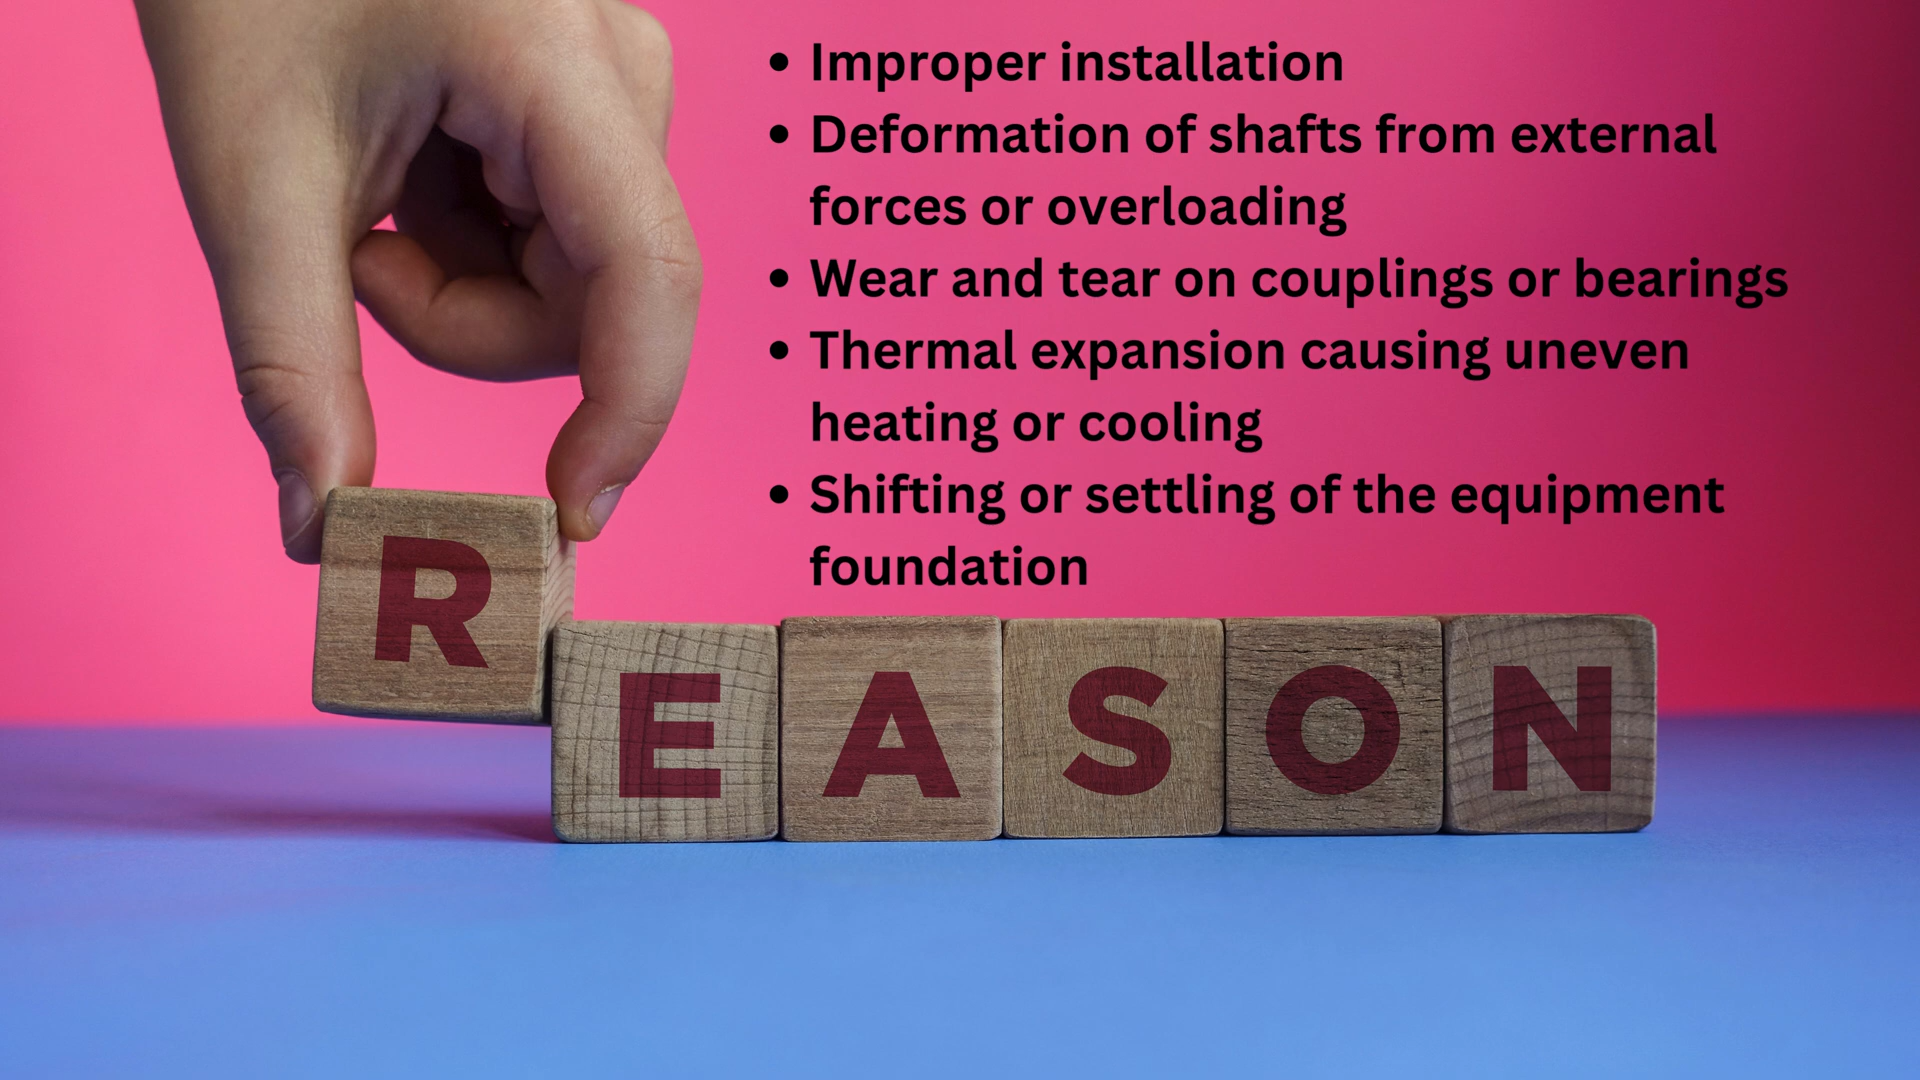 • Improper installation
• Deformation of shafts from external
forces or overloading
• Wear and tear on couplings or bearings
• Thermal expansion causing uneven
heating or cooling
• Shifting or settling of the equipment
foundation
REASON